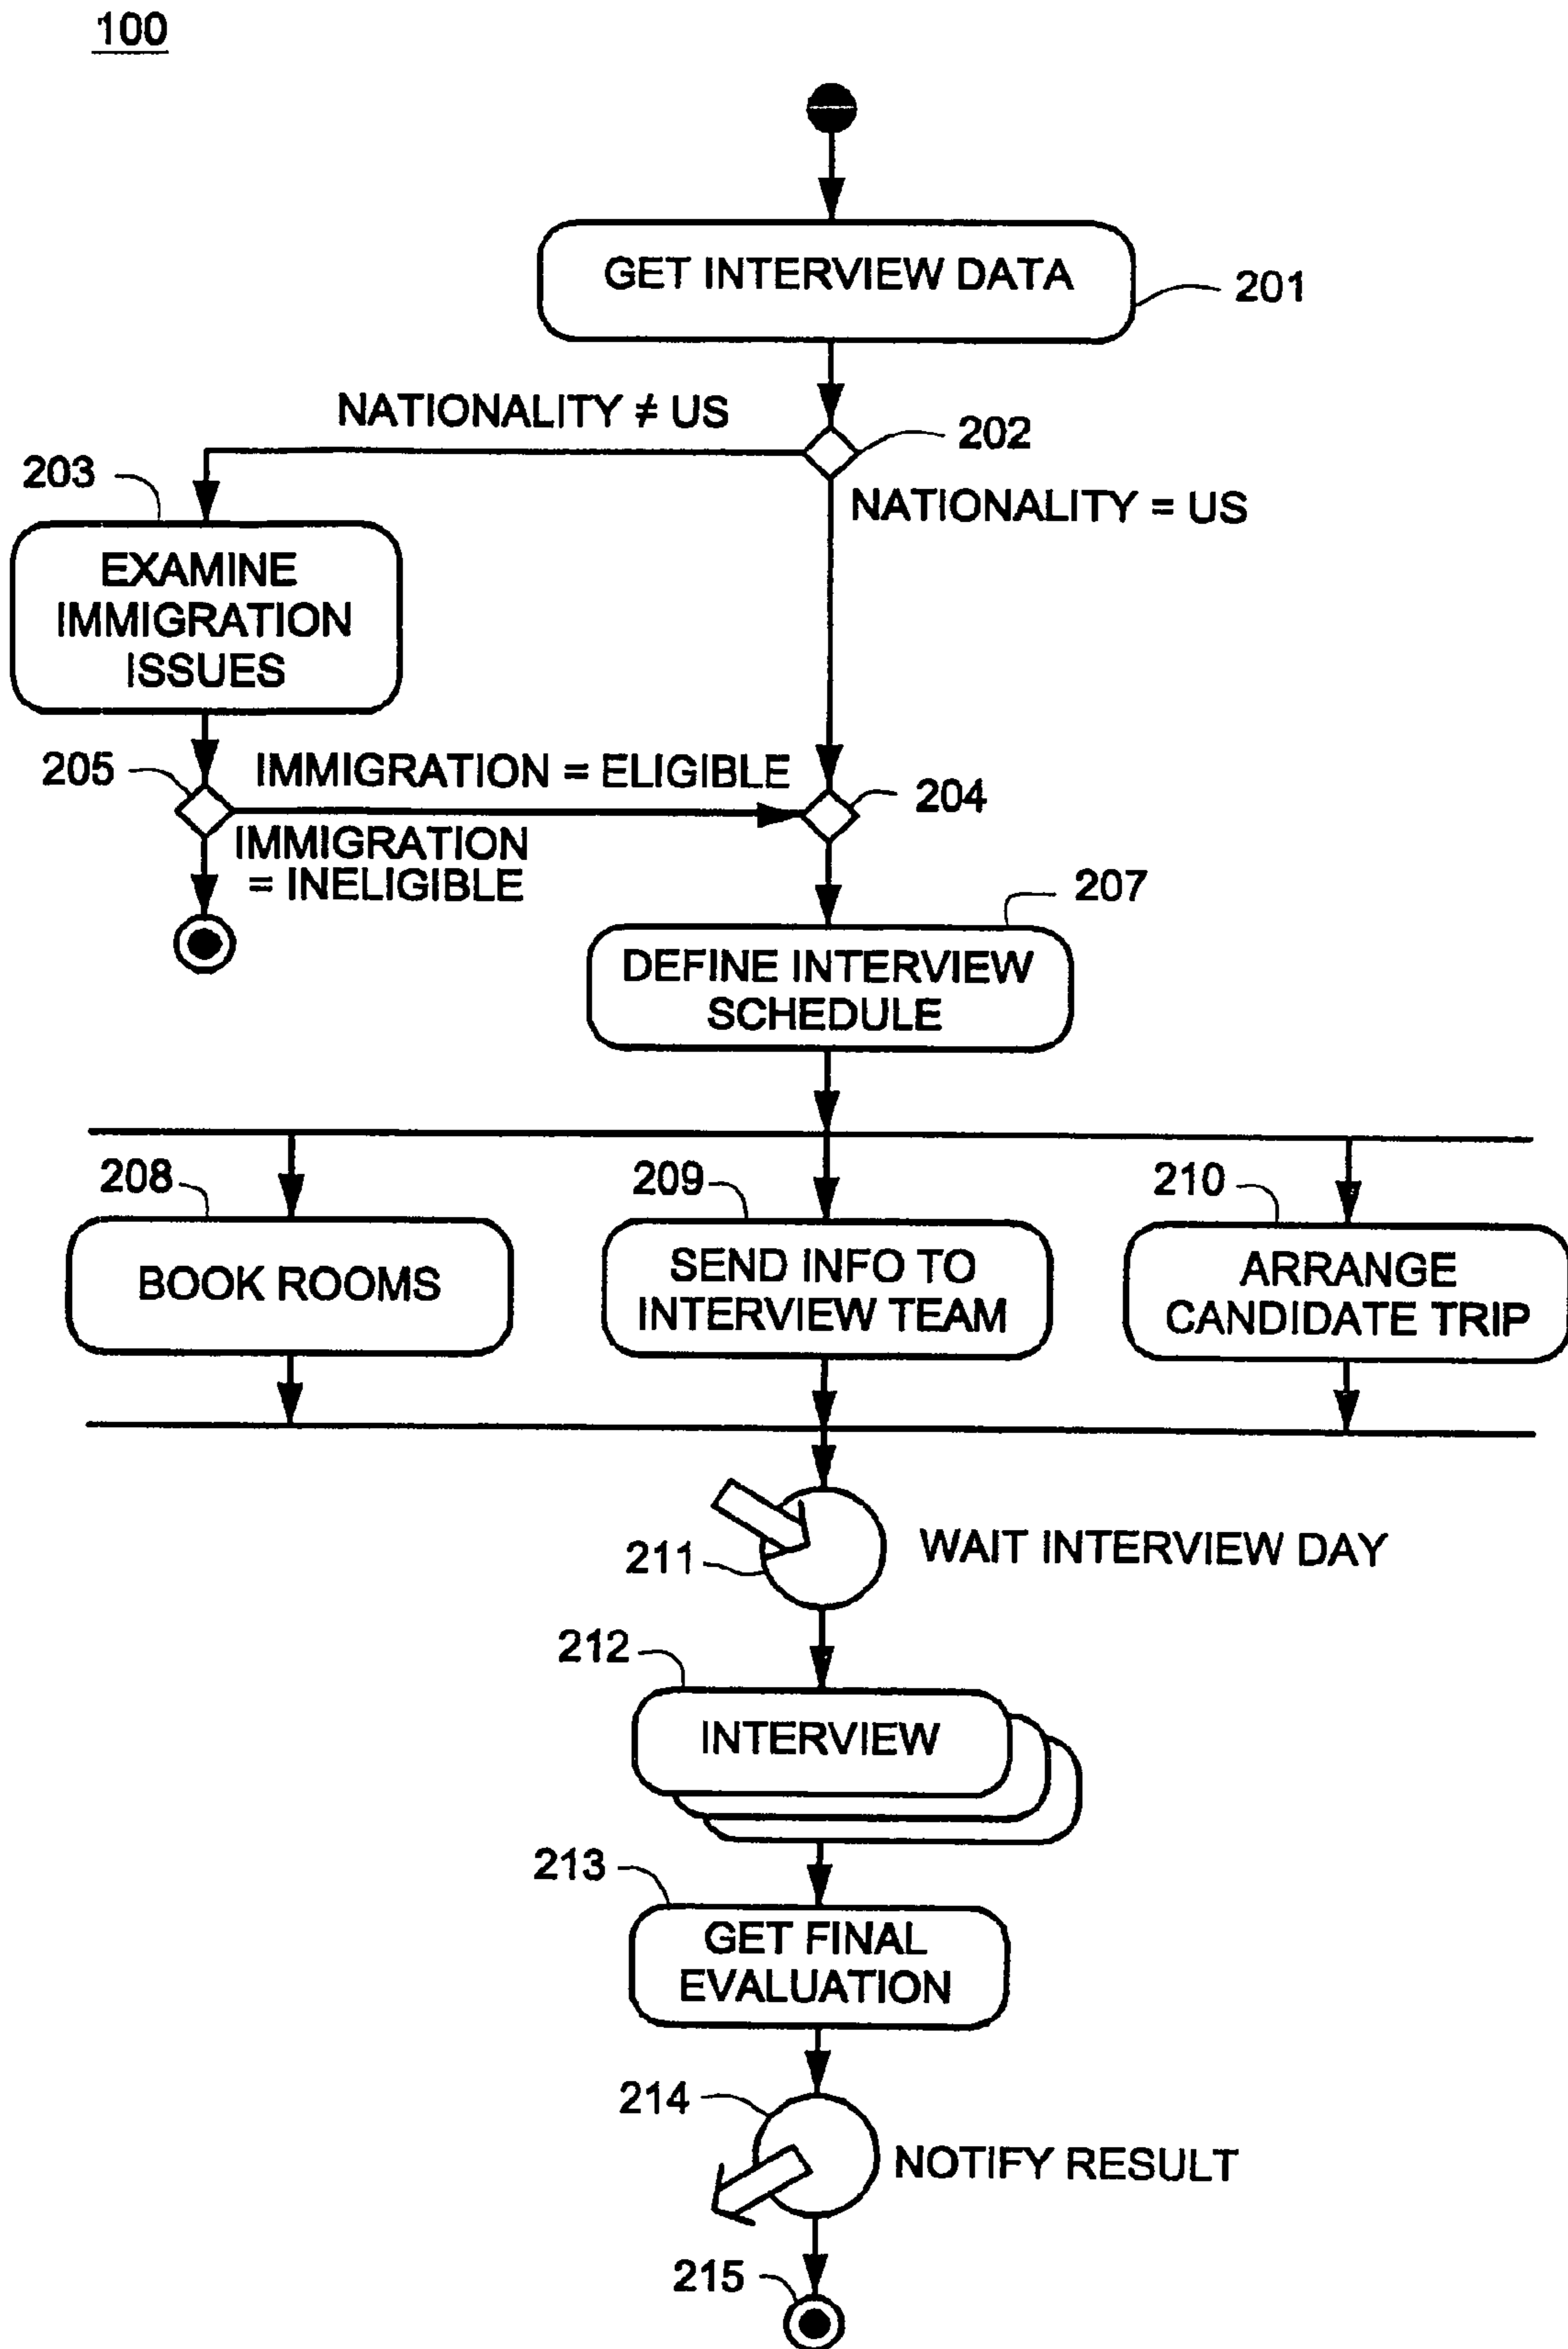 100
GET INTERVIEW DATA
201
NATIONALITY ≠ US
202
NATIONALITY = US
203
EXAMINE
IMMIGRATION
ISSUES
205
IMMIGRATION = ELIGIBLE
204
IMMIGRATION
= INELIGIBLE
207
DEFINE INTERVIEW
SCHEDULE
208
209
210
BOOK ROOMS
SEND INFO TO
INTERVIEW TEAM
ARRANGE
CANDIDATE TRIP
211
WAIT INTERVIEW DAY
212
INTERVIEW
213
GET FINAL
EVALUATION
214
NOTIFY RESULT
215